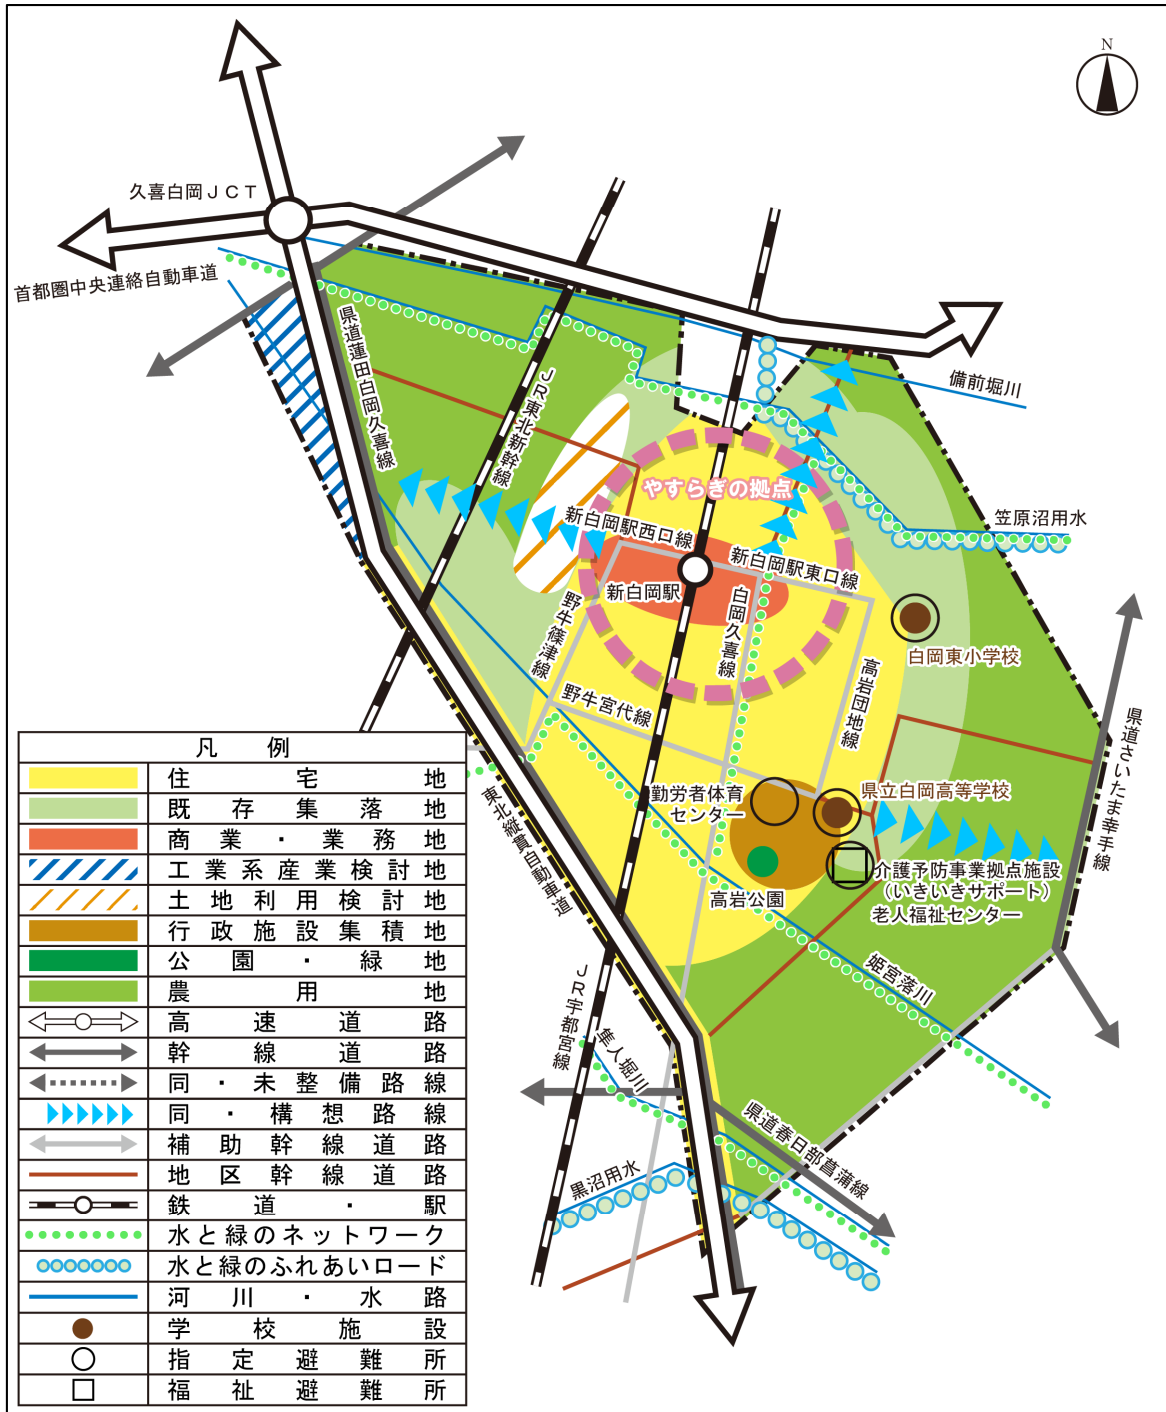 N
久喜白岡JCT
首都圏中央連絡自動車道
県道蓮田白岡久喜線
JR東北新幹線
備前堀川
やすらぎの拠点
笠原沼用水
新白岡駅西口線
新白岡駅東口線
新白岡駅
野牛篠津線
白岡久喜線
白岡東小学校
高岩団地線
野牛宮代線
県道さいたま幸手線
勤労者体育
センター
県立白岡高等学校
高岩公園
介護予防事業拠点施設
(いきいきサポート)
老人福祉センター
東北縦貫自動車道
姫宮落川
JR宇都宮線
隼人堀川
県道春日部菖蒲線
黒沼用水
凡例
住宅地
既存集落地
商業・業務地
工業系産業検討地
土地利用検討地
行政施設集積地
公園・緑地
農用地
高速道路
幹線道路
同・未整備路線
同・構想路線
補助幹線道路
地区幹線道路
鉄道・駅
水と緑のネットワーク
水と緑のふれあいロード
河川・水路
学校施設
指定避難所
福祉避難所